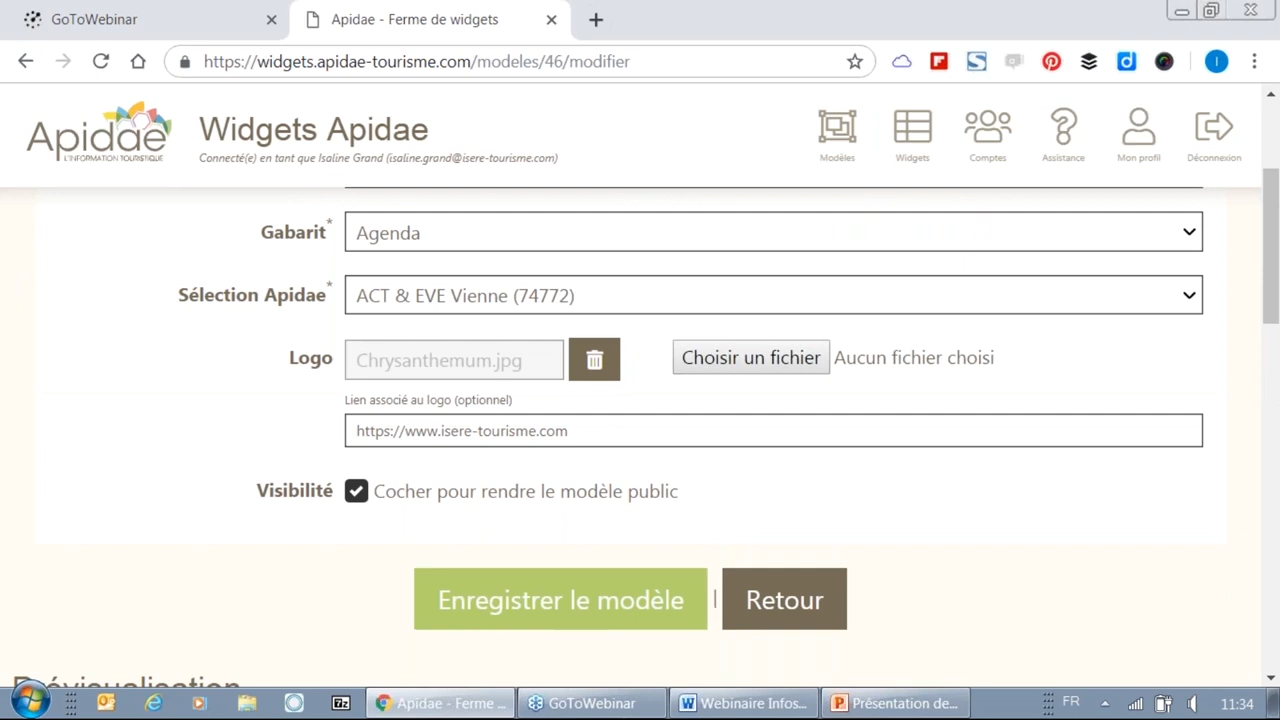 GoToWebinar
Apidae - Ferme de widgets
https://widgets.apidae-tourisme.com/modeles/46/modifier
Apidae
L'INFORMATION TOURISTIQUE
Widgets Apidae
Connecté(e) en tant que Isaline Grand (isaline.grand@isere-tourisme.com)
Modèles
Widgets
Comptes
Assistance
Mon profil
Déconnexion
Gabarit*
Agenda
Sélection Apidae*
ACT & EVE Vienne (74772)
Logo
Chrysanthemum.jpg
Choisir un fichier
Aucun fichier choisi
Lien associé au logo (optionnel)
https://www.isere-tourisme.com
Visibilité
Cocher pour rendre le modèle public
Enregistrer le modèle
|
Retour
Prévisualisation
Apidae - Ferme ...
GoToWebinar
Webinaire Infos...
Présentation de...
FR
11:34